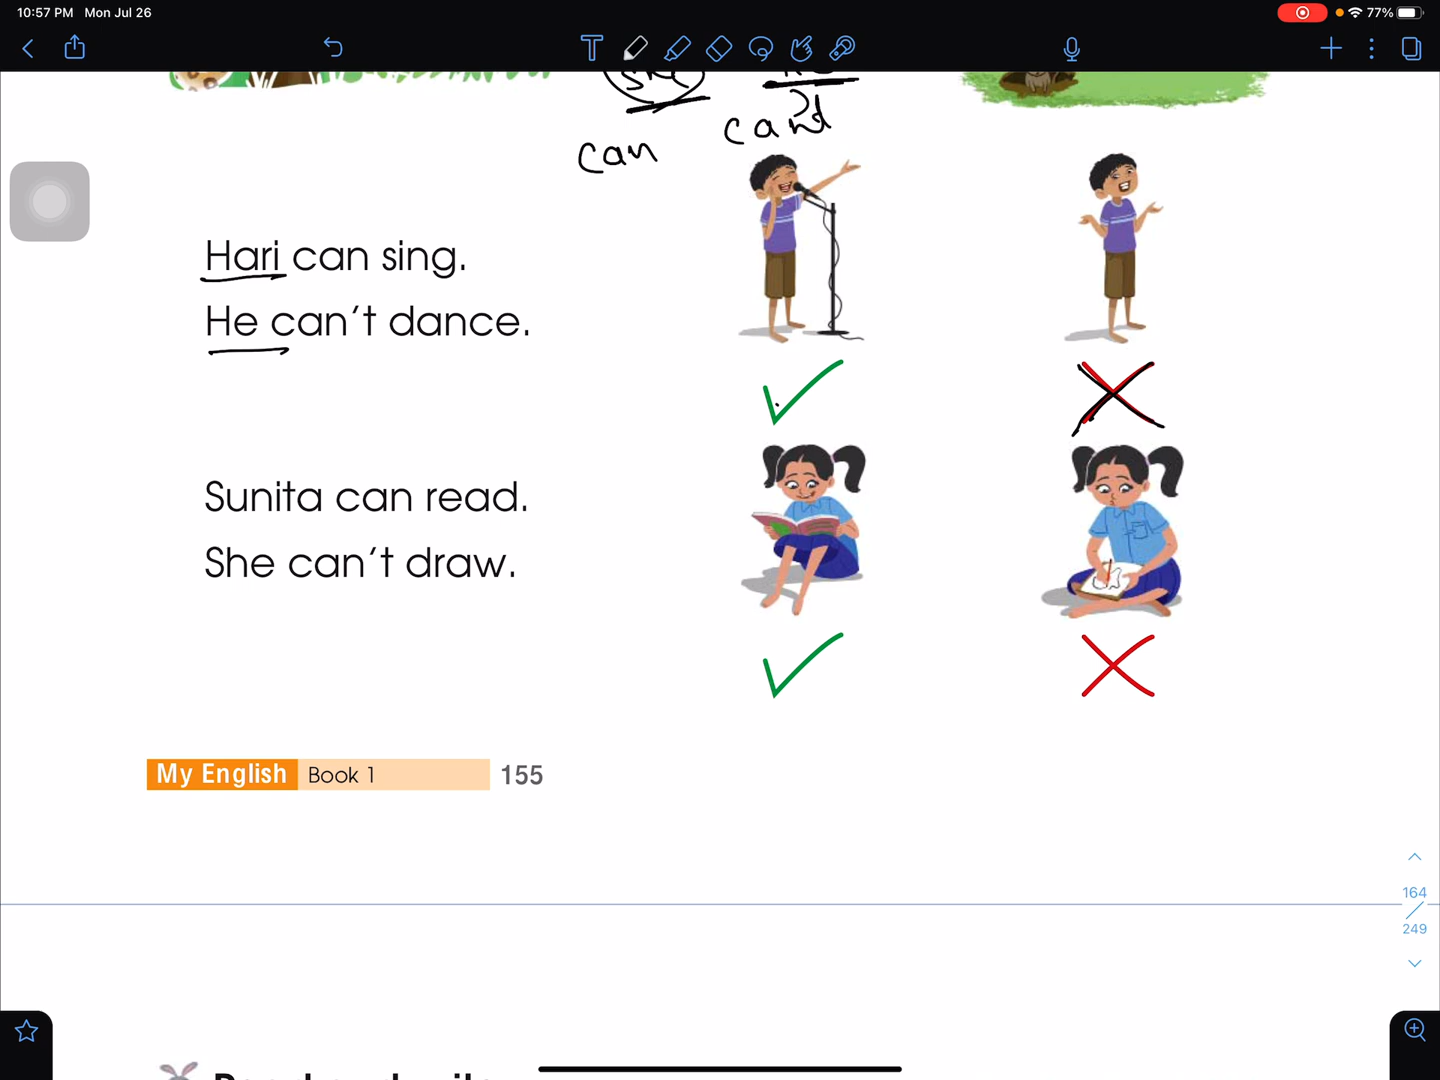 10:57 PM Mon Jul 26
77%
can
Hari can sing.
He can't dance.
Sunita can read.
She can't draw.
My English Book 1 155
164
249